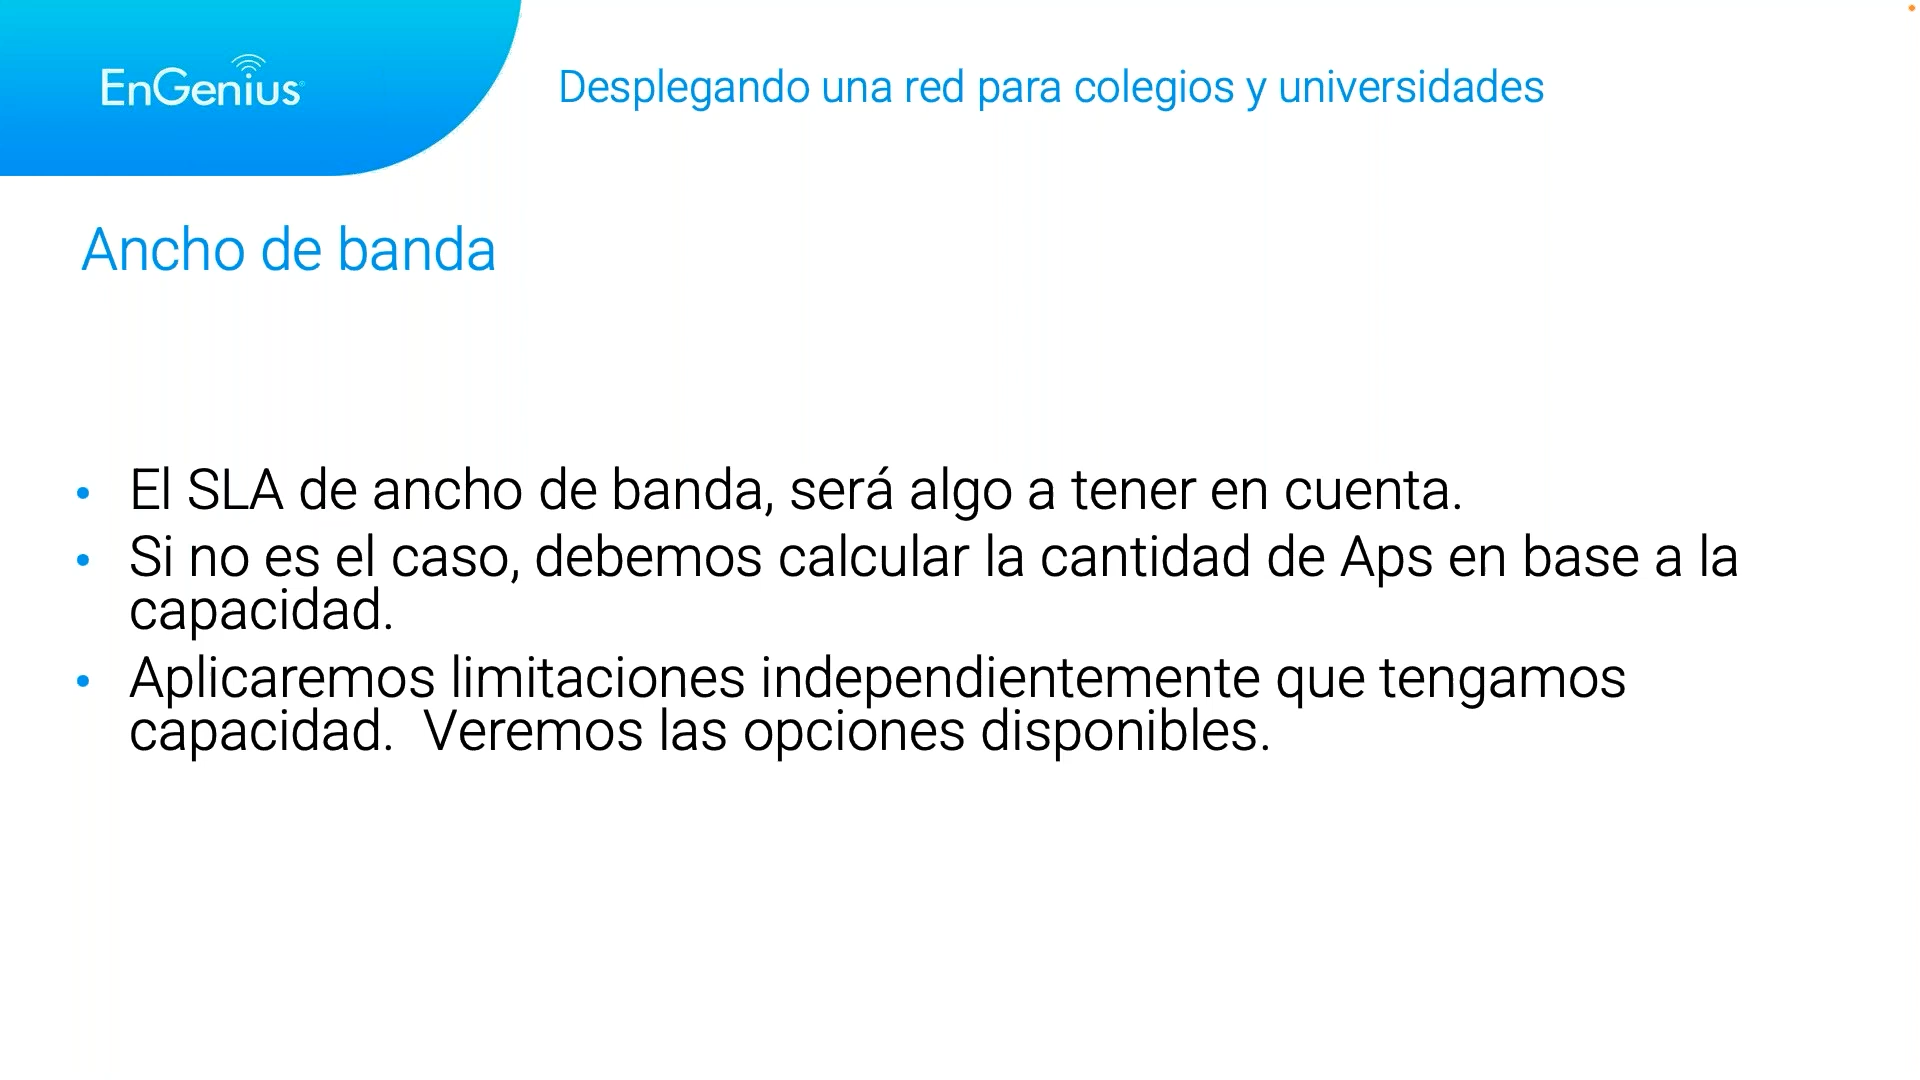 EnGenius
Desplegando una red para colegios y universidades
Ancho de banda
• El SLA de ancho de banda, será algo a tener en cuenta.
• Si no es el caso, debemos calcular la cantidad de Aps en base a la
capacidad.
• Aplicaremos limitaciones independientemente que tengamos
capacidad.  Veremos las opciones disponibles.